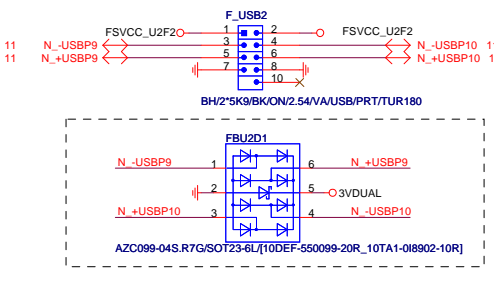 F_USB2
FSVCC_U2F2 1 2 FSVCC_U2F2
11 N_-USBP9 3 4 N_-USBP10 1
11 N_+USBP9 5 6 N_+USBP10 1
7 8
10
BH/2*5K9/BK/ON/2.54/VA/USB/PRT/TUR180
FBU2D1
N_-USBP9 1 6 N_+USBP9
2 5 3VDUAL
N_+USBP10 3 4 N_-USBP10
AZC099-04S.R7G/SOT23-6L/[10DEF-550099-20R_10TA1-0I8902-10R]